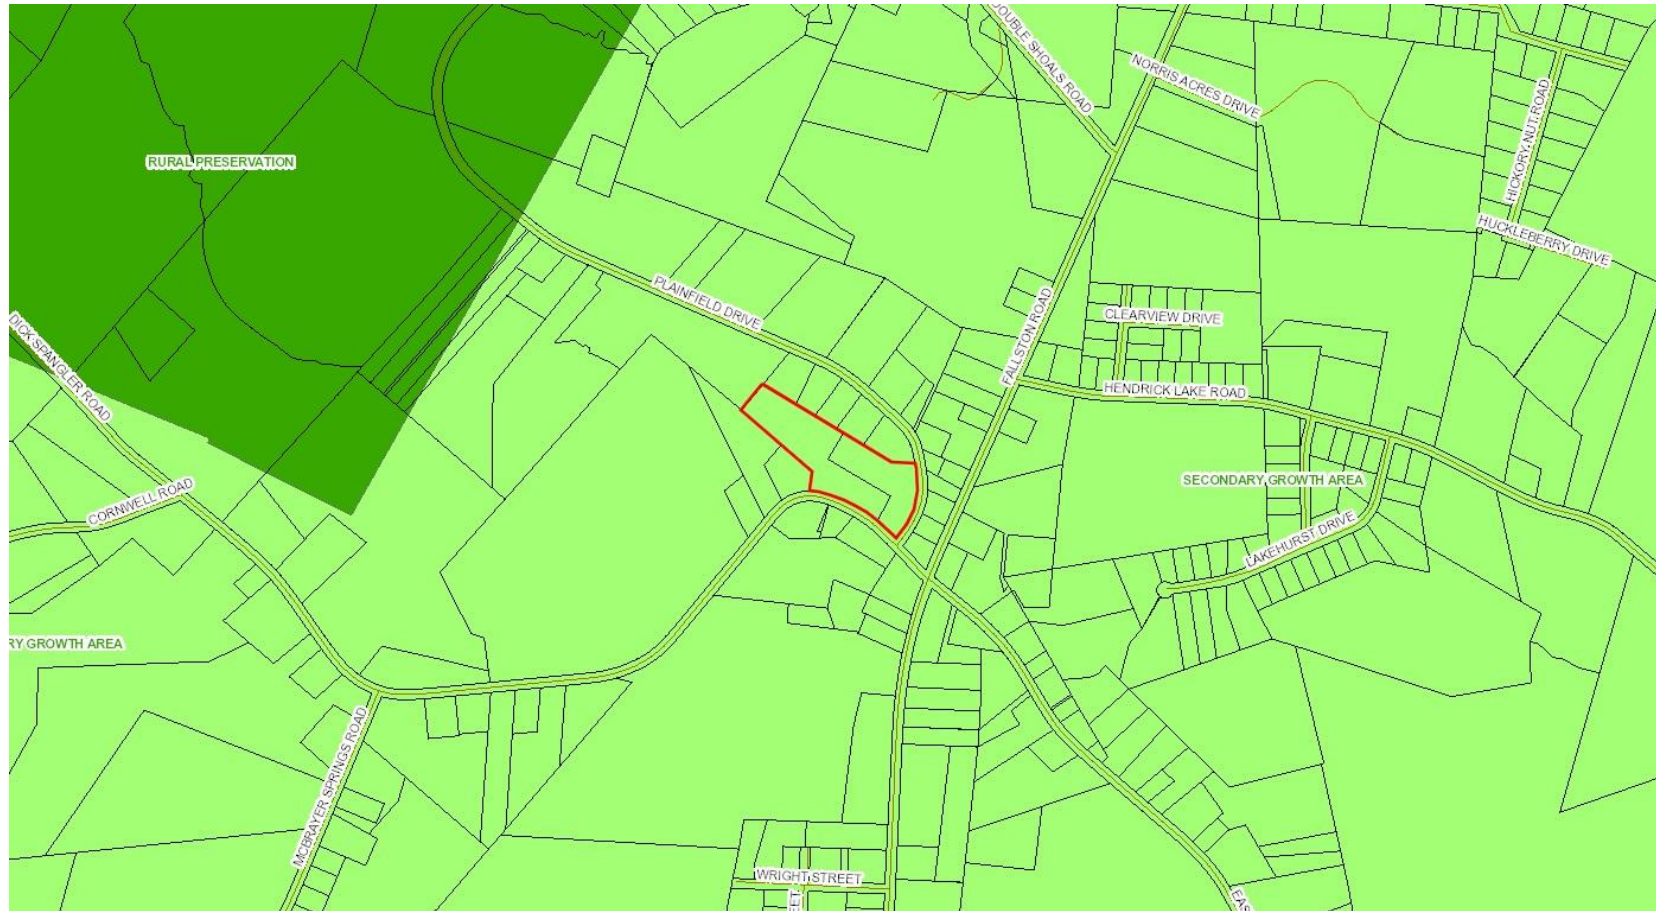 DOUBLE SHOALS ROAD
NORRIS ACRES DRIVE
HICKORY NUT ROAD
RURAL PRESERVATION
HUCKLEBERRY DRIVE
PLAINFIELD DRIVE
FALLSTON ROAD
CLEARVIEW DRIVE
DICK SPANGLER ROAD
HENDRICK LAKE ROAD
SECONDARY GROWTH AREA
CORNWELL ROAD
LAKEHURST DRIVE
RY GROWTH AREA
MCBRAYER SPRINGS ROAD
WRIGHT STREET
EET
EAS